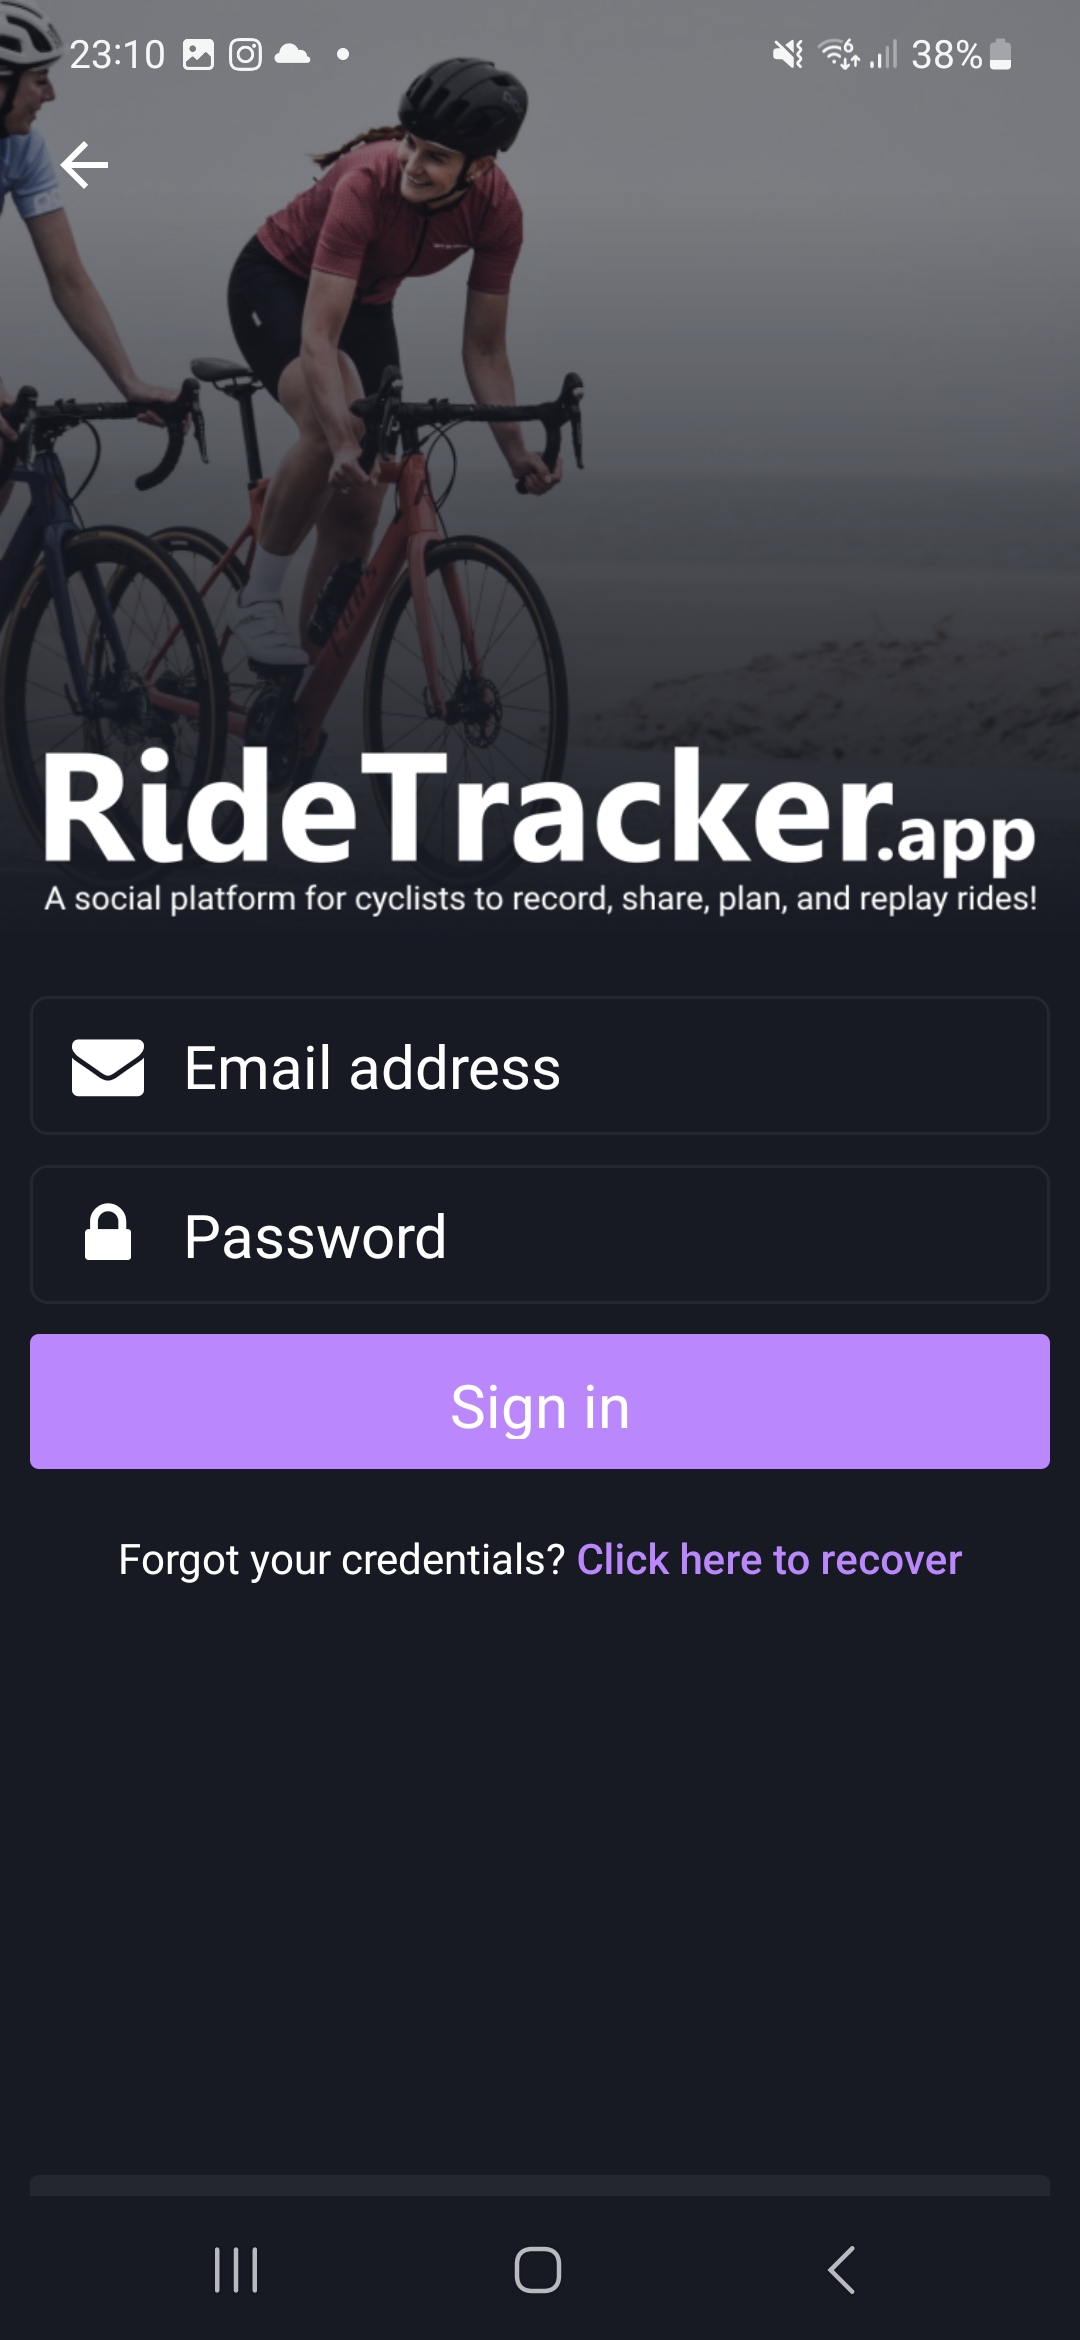 23:10 38%
RideTracker.app
A social platform for cyclists to record, share, plan, and replay rides!
Email address
Password
Sign in
Forgot your credentials? Click here to recover